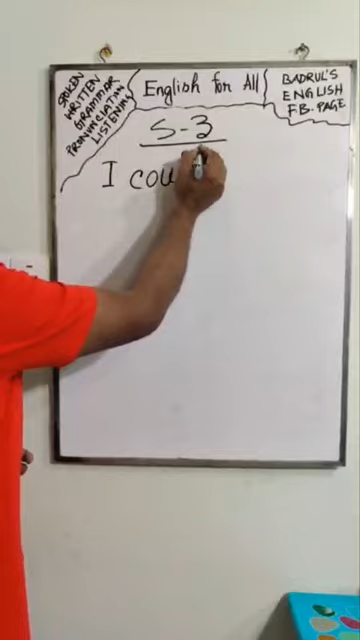 SPOKEN
WRITTEN
GRAMMAR
PRONUNCIATION
LISTENING
English for All
BADRUL'S
ENGLISH
FB. PAGE
S-3
I cou